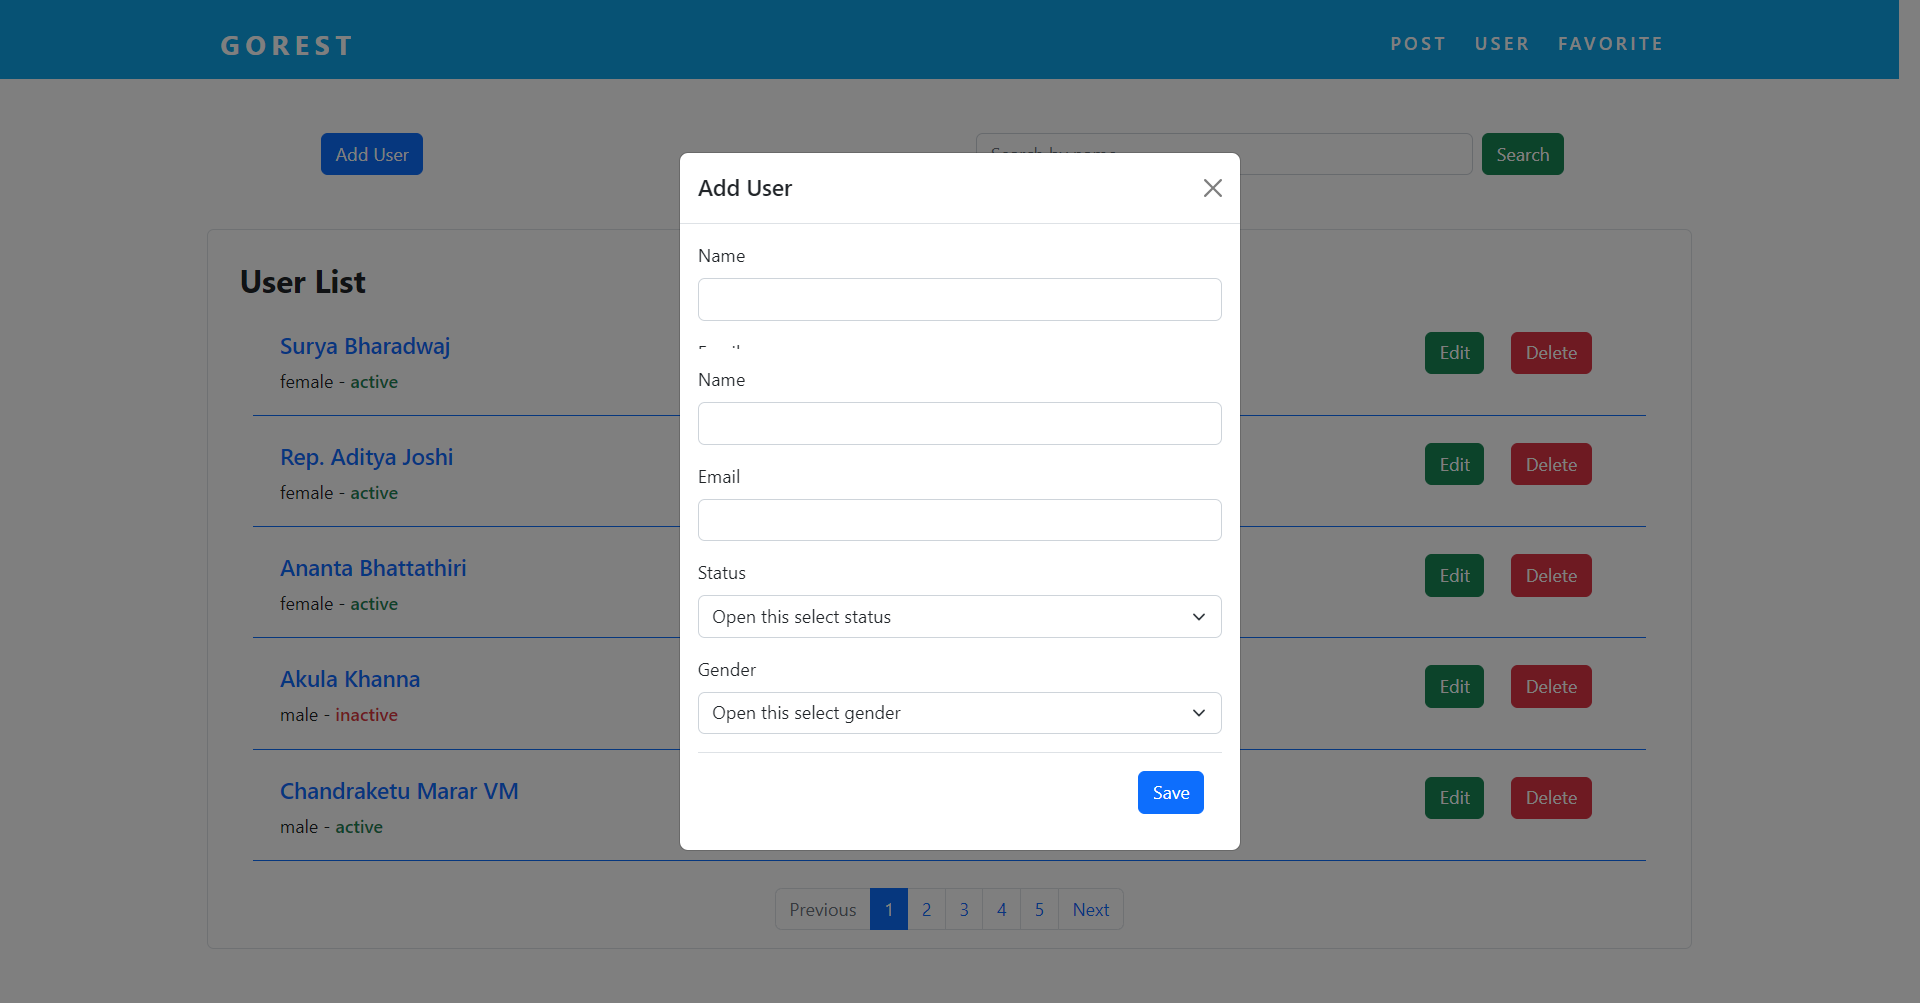 GOREST
POST USER FAVORITE
Add User
Search
Add User
Name
Name
Email
Status
Open this select status
Gender
Open this select gender
Save
User List
Surya Bharadwaj
female - active
Edit Delete
Rep. Aditya Joshi
female - active
Edit Delete
Ananta Bhattathiri
female - active
Edit Delete
Akula Khanna
male - inactive
Edit Delete
Chandraketu Marar VM
male - active
Edit Delete
Previous 1 2 3 4 5 Next